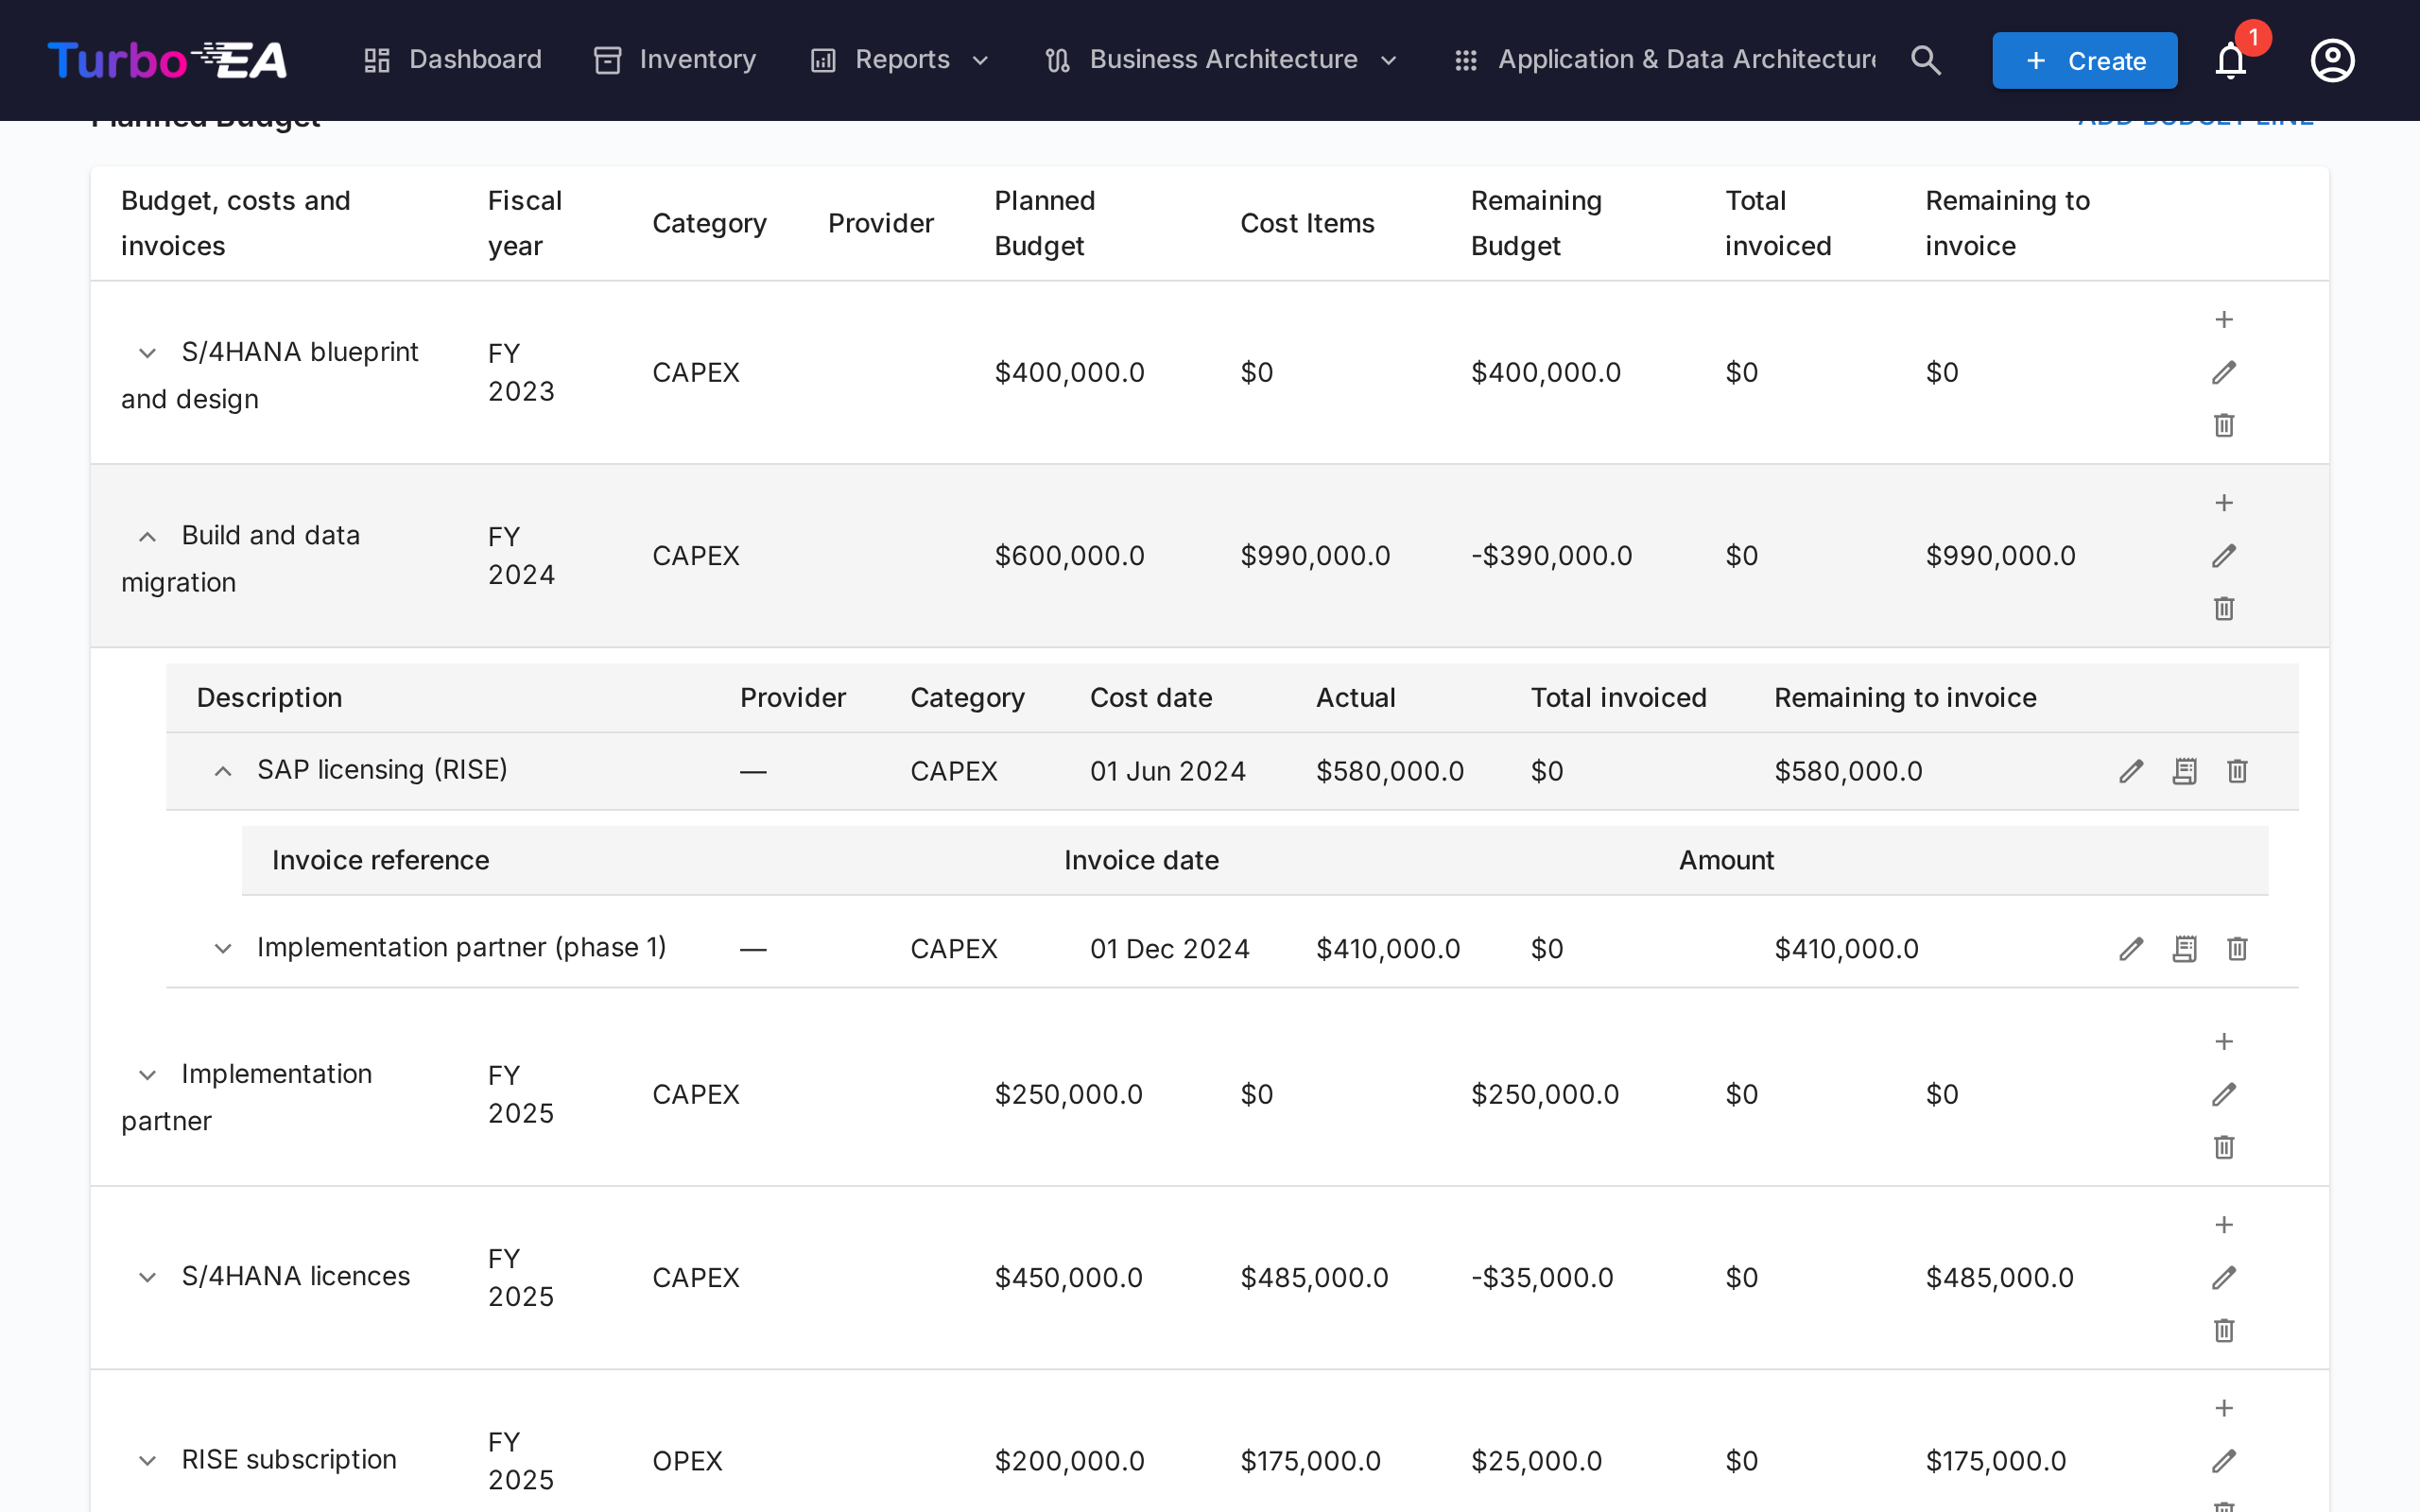 Turbo EA
Dashboard
Inventory
Reports
Business Architecture
Application & Data Architecture
Create
1
Planned Budget
ADD BUDGET LINE
Budget, costs and invoices
Fiscal year
Category
Provider
Planned Budget
Cost Items
Remaining Budget
Total invoiced
Remaining to invoice
S/4HANA blueprint and design
FY 2023
CAPEX
$400,000.0
$0
$400,000.0
$0
$0
Build and data migration
FY 2024
CAPEX
$600,000.0
$990,000.0
-$390,000.0
$0
$990,000.0
Description
Provider
Category
Cost date
Actual
Total invoiced
Remaining to invoice
SAP licensing (RISE)
—
CAPEX
01 Jun 2024
$580,000.0
$0
$580,000.0
Invoice reference
Invoice date
Amount
Implementation partner (phase 1)
—
CAPEX
01 Dec 2024
$410,000.0
$0
$410,000.0
Implementation partner
FY 2025
CAPEX
$250,000.0
$0
$250,000.0
$0
$0
S/4HANA licences
FY 2025
CAPEX
$450,000.0
$485,000.0
-$35,000.0
$0
$485,000.0
RISE subscription
FY 2025
OPEX
$200,000.0
$175,000.0
$25,000.0
$0
$175,000.0